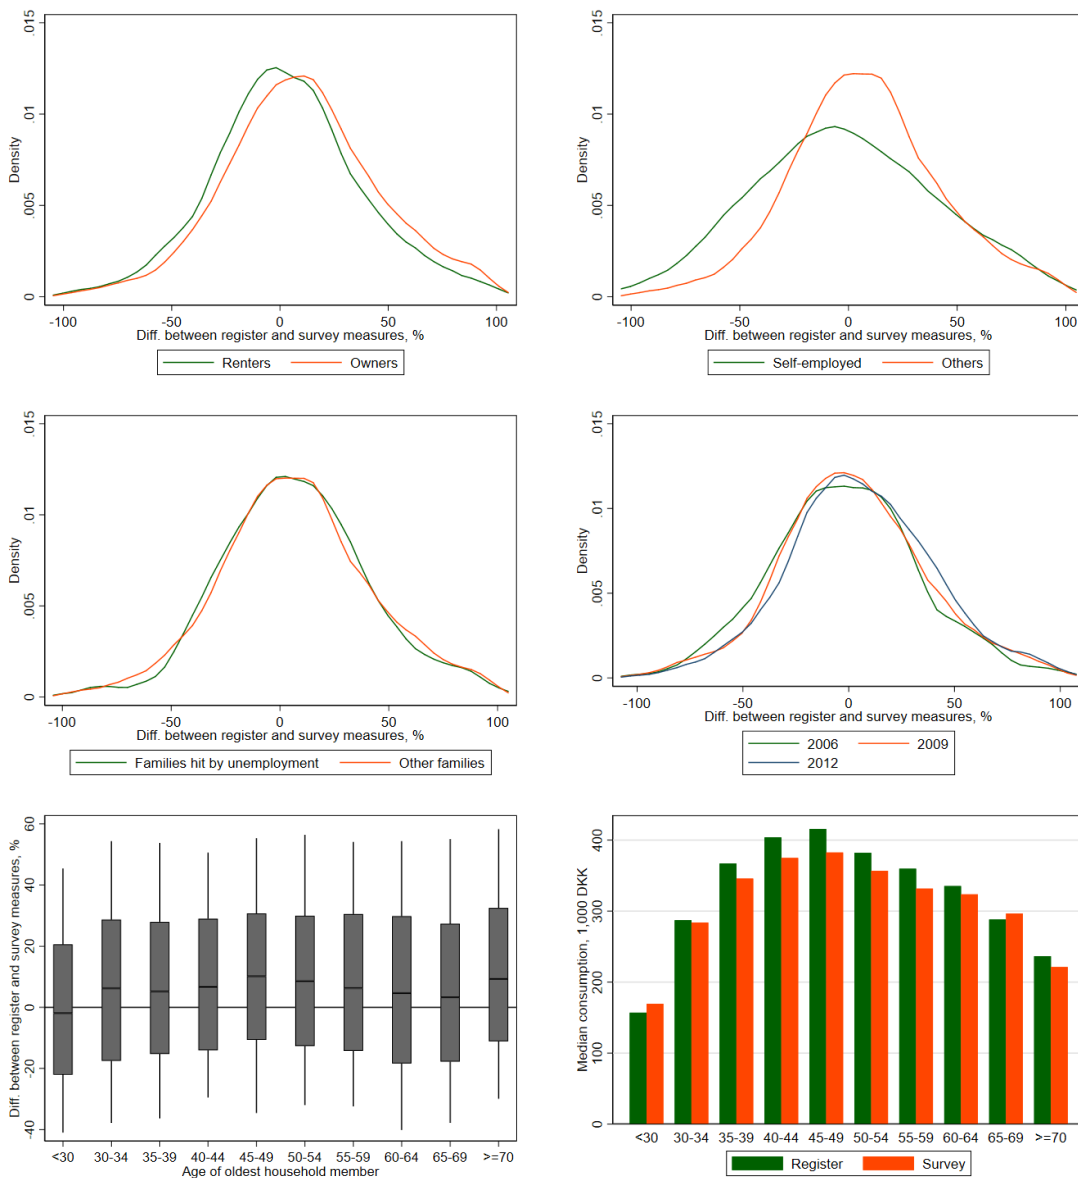 Density
.015
.01
.005
0
-100 -50 0 50 100
Diff. between register and survey measures, %
Renters Owners
Density
.015
.01
.005
0
-100 -50 0 50 100
Diff. between register and survey measures, %
Self-employed Others
Density
.015
.01
.005
0
-100 -50 0 50 100
Diff. between register and survey measures, %
Families hit by unemployment Other families
Density
.015
.01
.005
0
-100 -50 0 50 100
Diff. between register and survey measures, %
2006 2009
2012
Diff. between register and survey measures, %
60
40
20
0
-20
-40
<30 30-34 35-39 40-44 45-49 50-54 55-59 60-64 65-69 >=70
Age of oldest household member
Median consumption, 1,000 DKK
400
300
200
100
0
<30 30-34 35-39 40-44 45-49 50-54 55-59 60-64 65-69 >=70
Register Survey